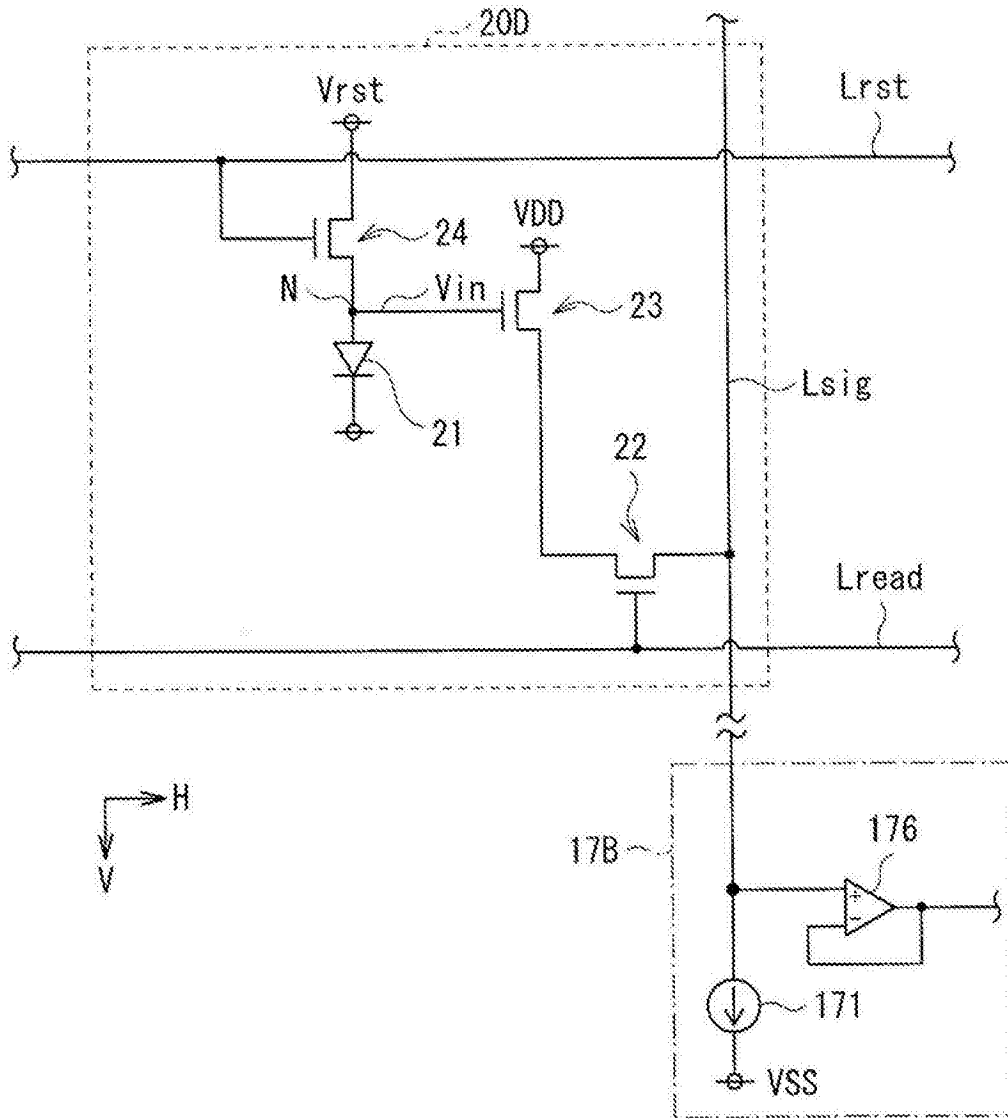 20D
Vrst
Lrst
VDD
24
N
Vin
23
Lsig
21
22
Lread
H
V
17B
176
+
−
171
VSS